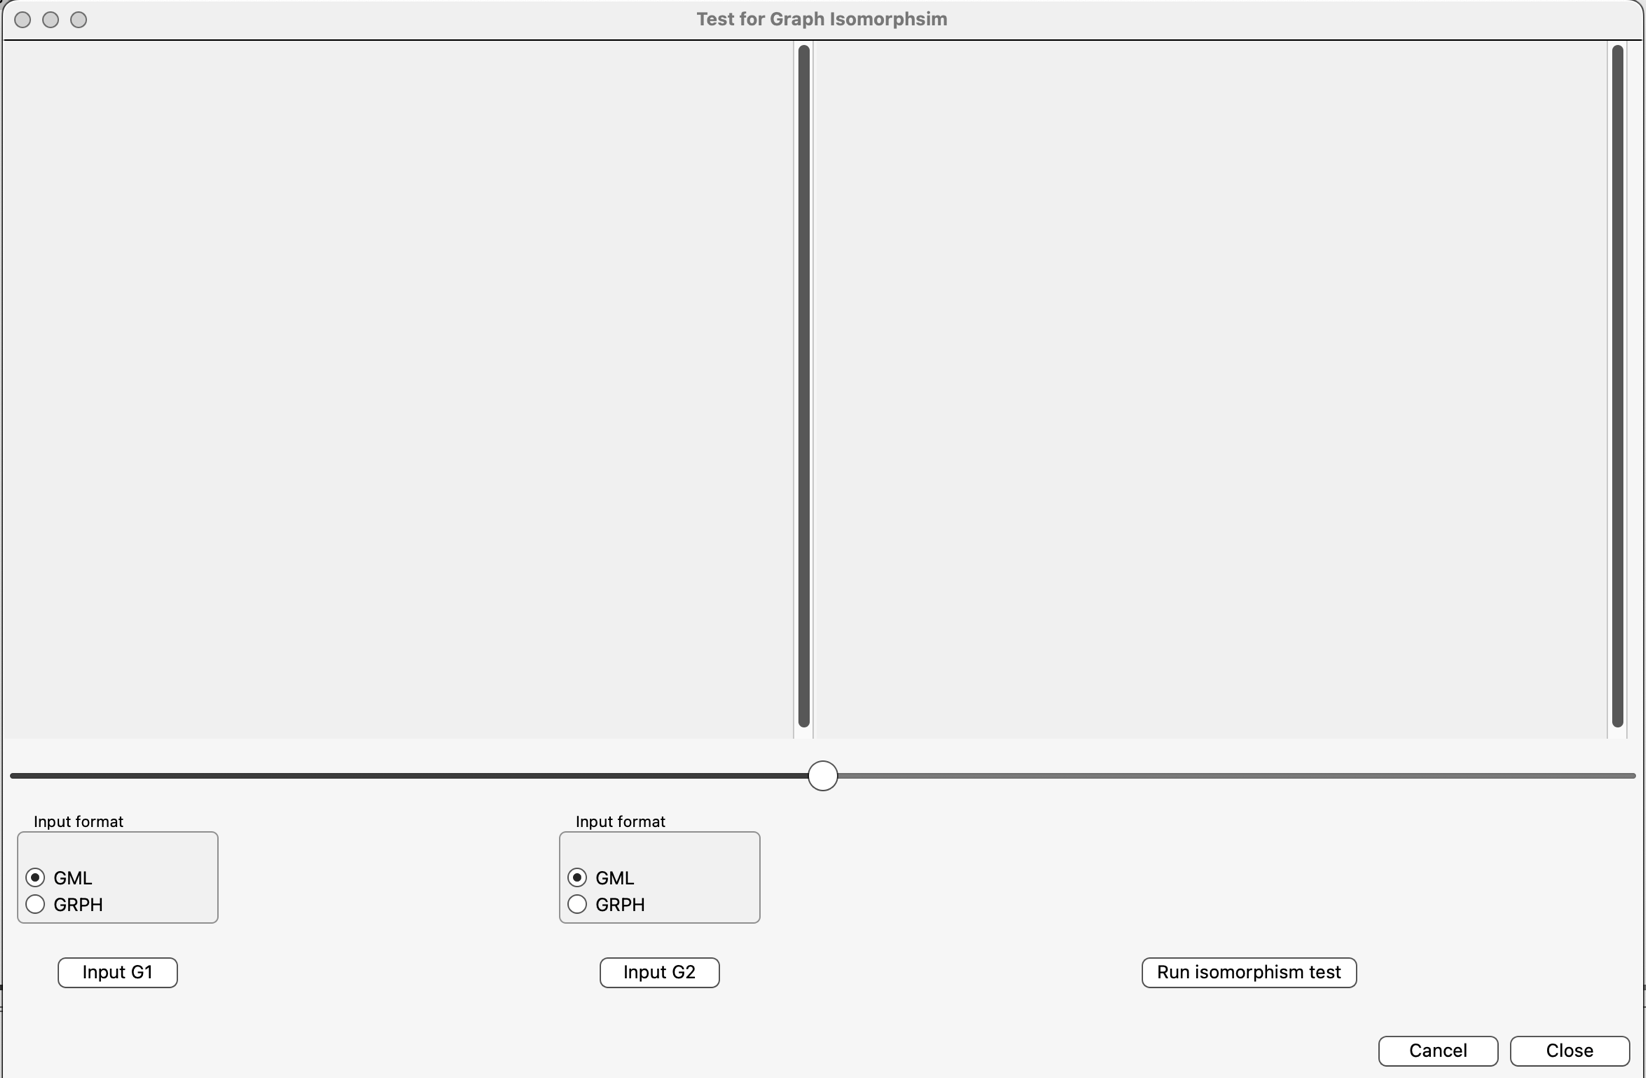 Test for Graph Isomorphsim
Input format
GML
GRPH
Input G1
Input format
GML
GRPH
Input G2
Run isomorphism test
Cancel
Close